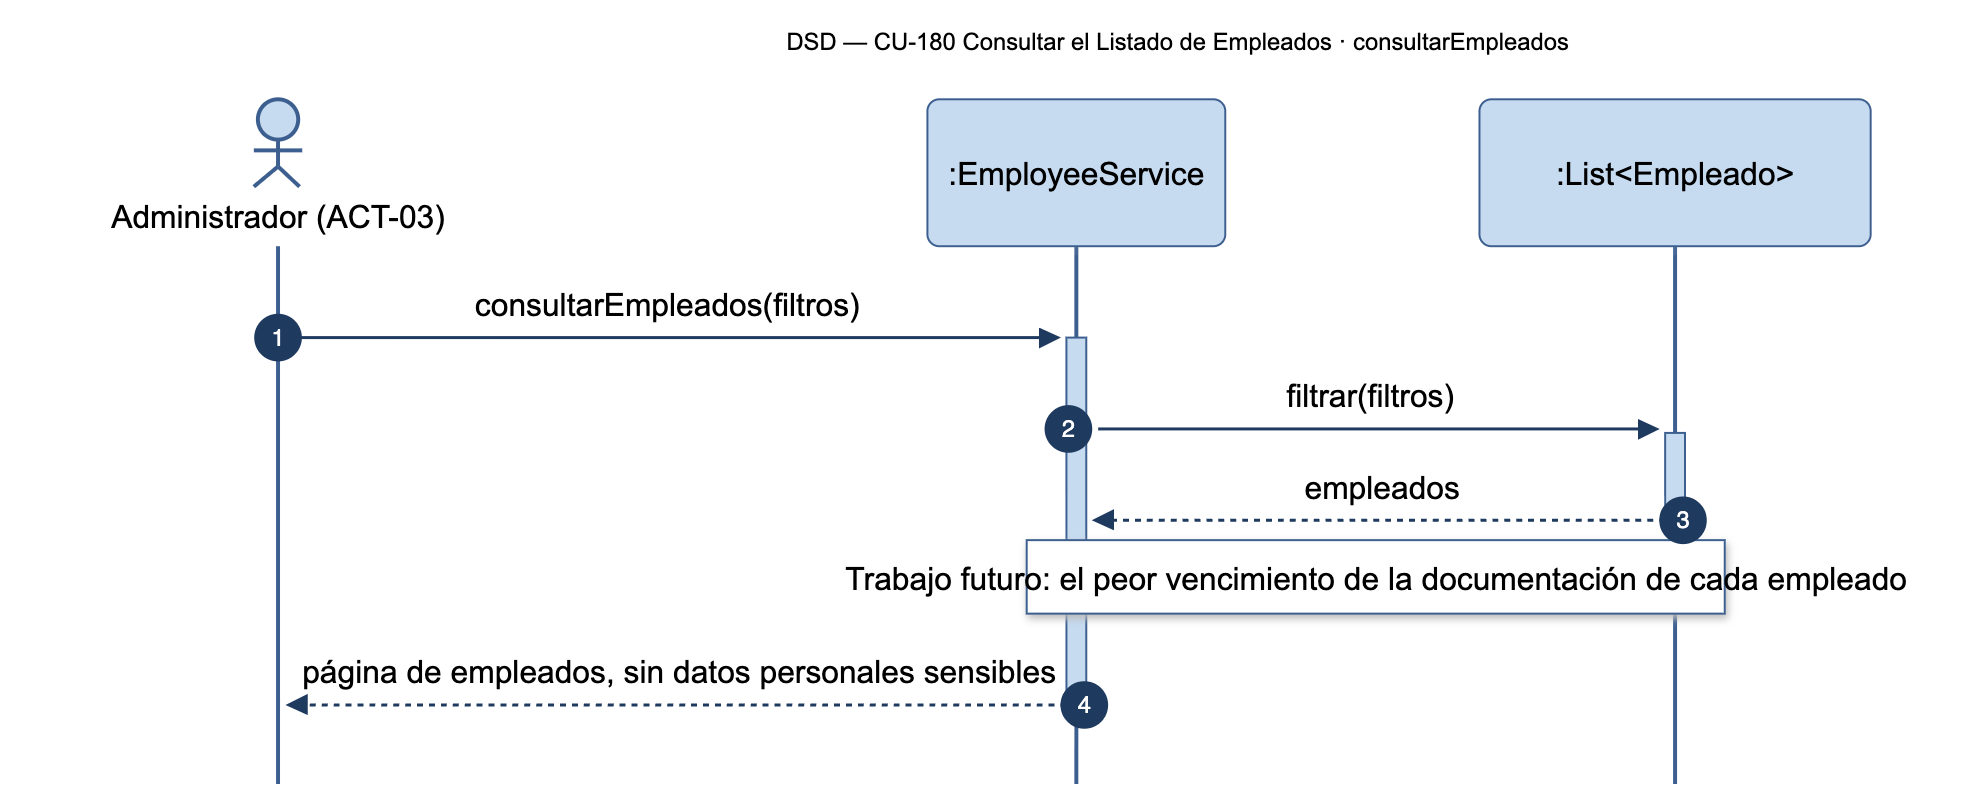 DSD — CU-180 Consultar el Listado de Empleados · consultarEmpleados
Administrador (ACT-03)
:EmployeeService
:List<Empleado>
consultarEmpleados(filtros)
1
filtrar(filtros)
2
empleados
3
Trabajo futuro: el peor vencimiento de la documentación de cada empleado
página de empleados, sin datos personales sensibles
4